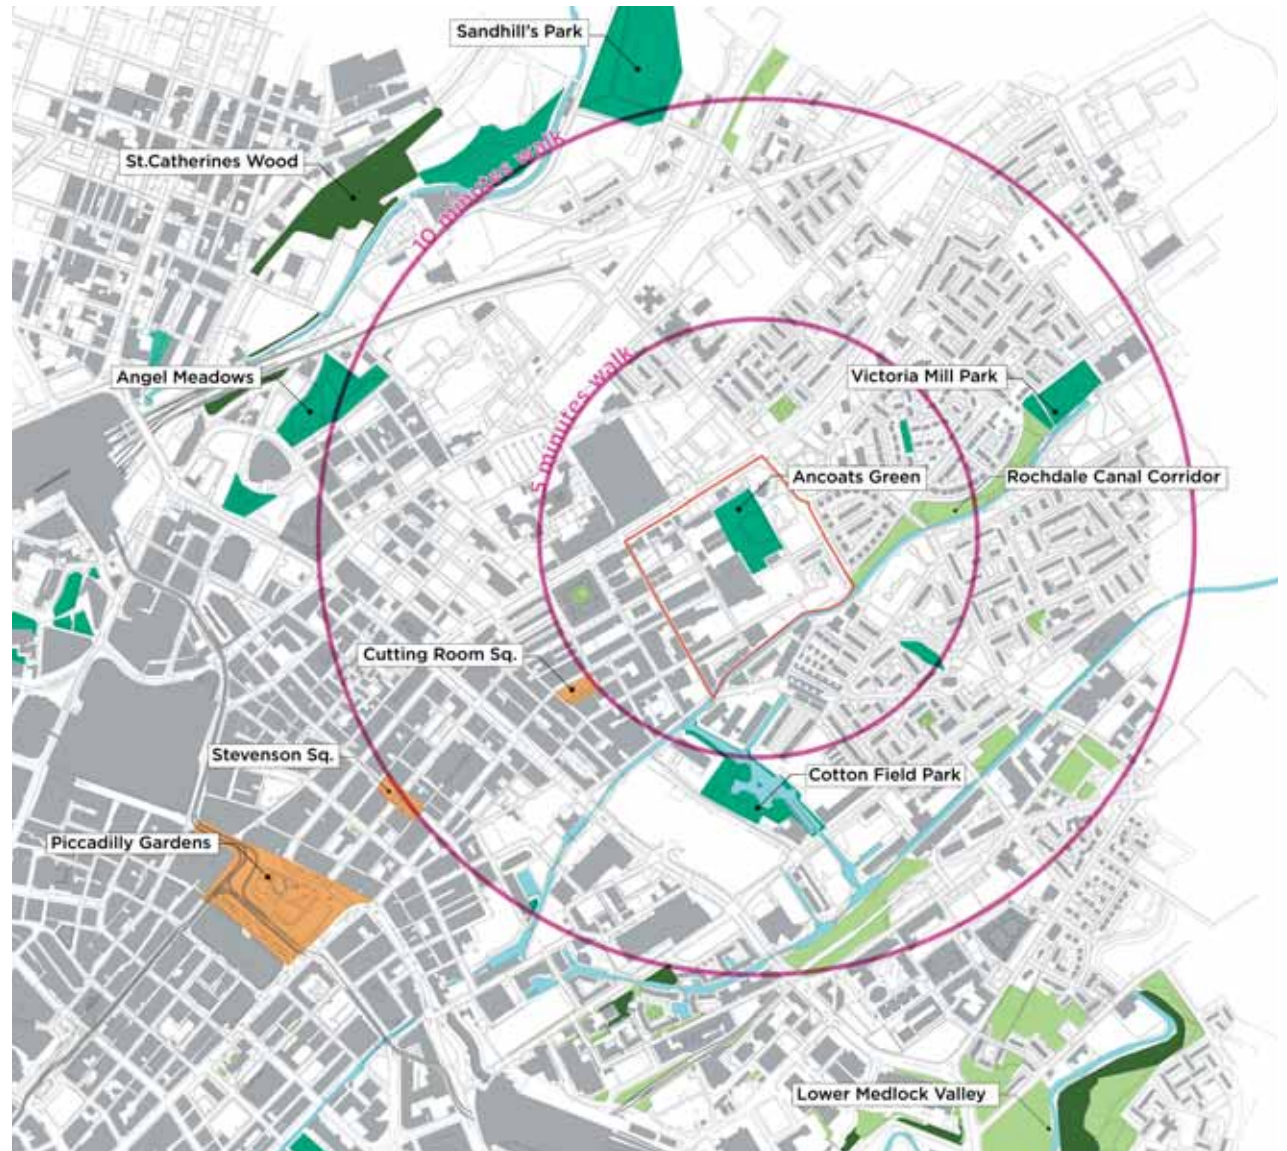 Sandhill's Park
St.Catherines Wood
10 minutes walk
5 minutes walk
Angel Meadows
Victoria Mill Park
Ancoats Green
Rochdale Canal Corridor
Cutting Room Sq.
Stevenson Sq.
Cotton Field Park
Piccadilly Gardens
Lower Medlock Valley